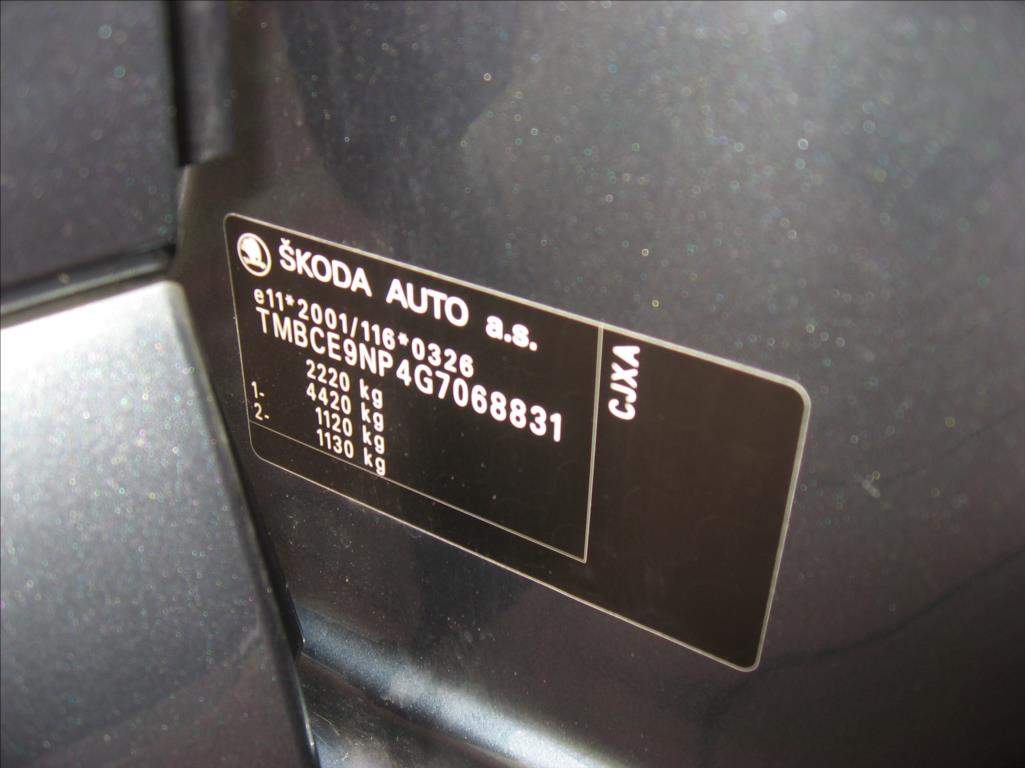 ŠKODA AUTO a.s.
e11*2001/116*0326
TMBCE9NP4G7068831
2220 kg
1- 4420 kg
2- 1120 kg
1130 kg
CJXA